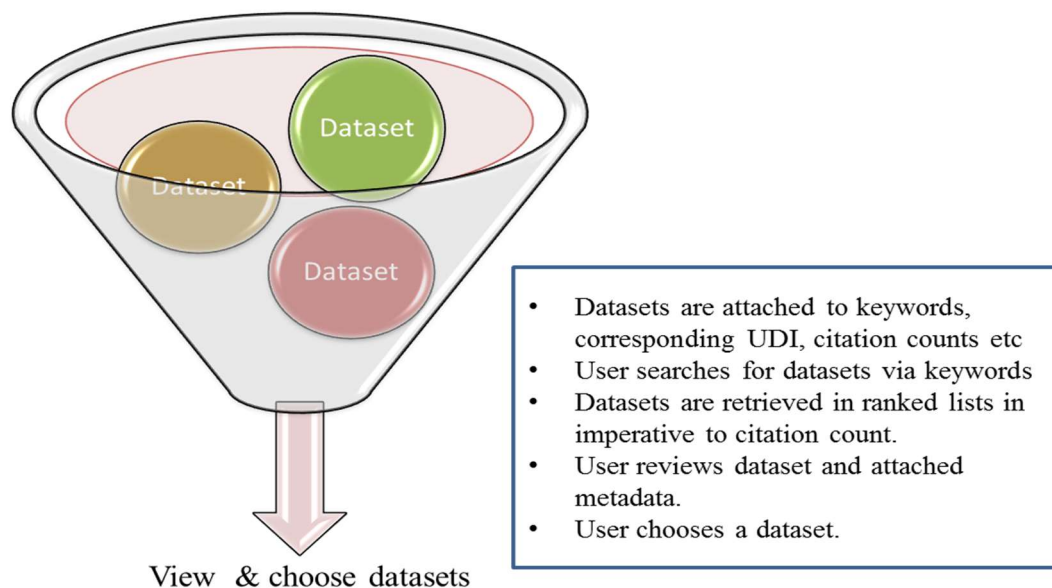 Dataset
Dataset
Dataset
• Datasets are attached to keywords,
corresponding UDI, citation counts etc
• User searches for datasets via keywords
• Datasets are retrieved in ranked lists in
imperative to citation count.
• User reviews dataset and attached
metadata.
• User chooses a dataset.
View & choose datasets